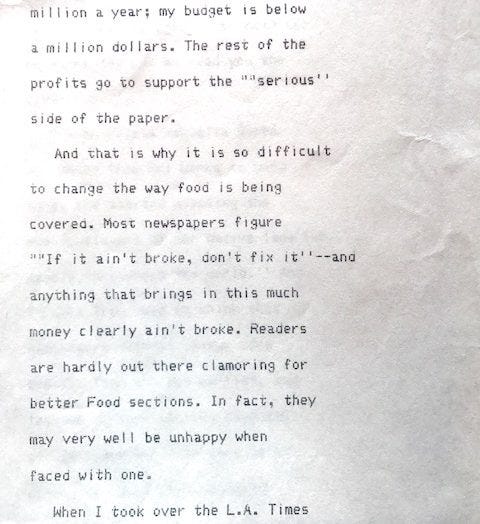 million a year; my budget is below
a million dollars. The rest of the
profits go to support the ""serious''
side of the paper.
And that is why it is so difficult
to change the way food is being
covered. Most newspapers figure
""If it ain't broke, don't fix it''--and
anything that brings in this much
money clearly ain't broke. Readers
are hardly out there clamoring for
better Food sections. In fact, they
may very well be unhappy when
faced with one.
When I took over the L.A. Times